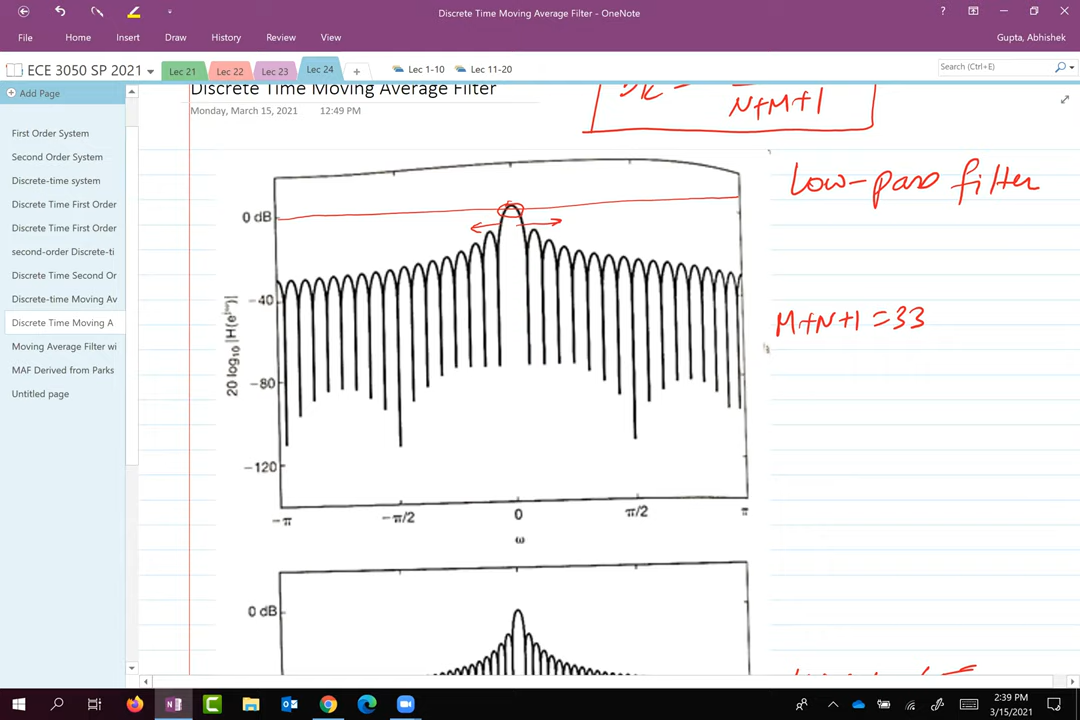 Discrete Time Moving Average Filter - OneNote
?
File
Home
Insert
Draw
History
Review
View
Gupta, Abhishek
ECE 3050 SP 2021
Lec 21
Lec 22
Lec 23
Lec 24
Lec 1-10
Lec 11-20
Search (Ctrl+E)
Add Page
First Order System
Second Order System
Discrete-time system
Discrete Time First Order
Discrete Time First Order
second-order Discrete-ti
Discrete Time Second Or
Discrete-time Moving Av
Discrete Time Moving A
Moving Average Filter wi
MAF Derived from Parks
Untitled page
Discrete Time Moving Average Filter
Monday, March 15, 2021 12:49 PM
N+M+1
Low-pass filter
M+N+1 = 33
20 log₁₀ |H(e^jω)|
0 dB
-40
-80
-120
-π
-π/2
0
π/2
π
ω
0 dB
2:39 PM
3/15/2021